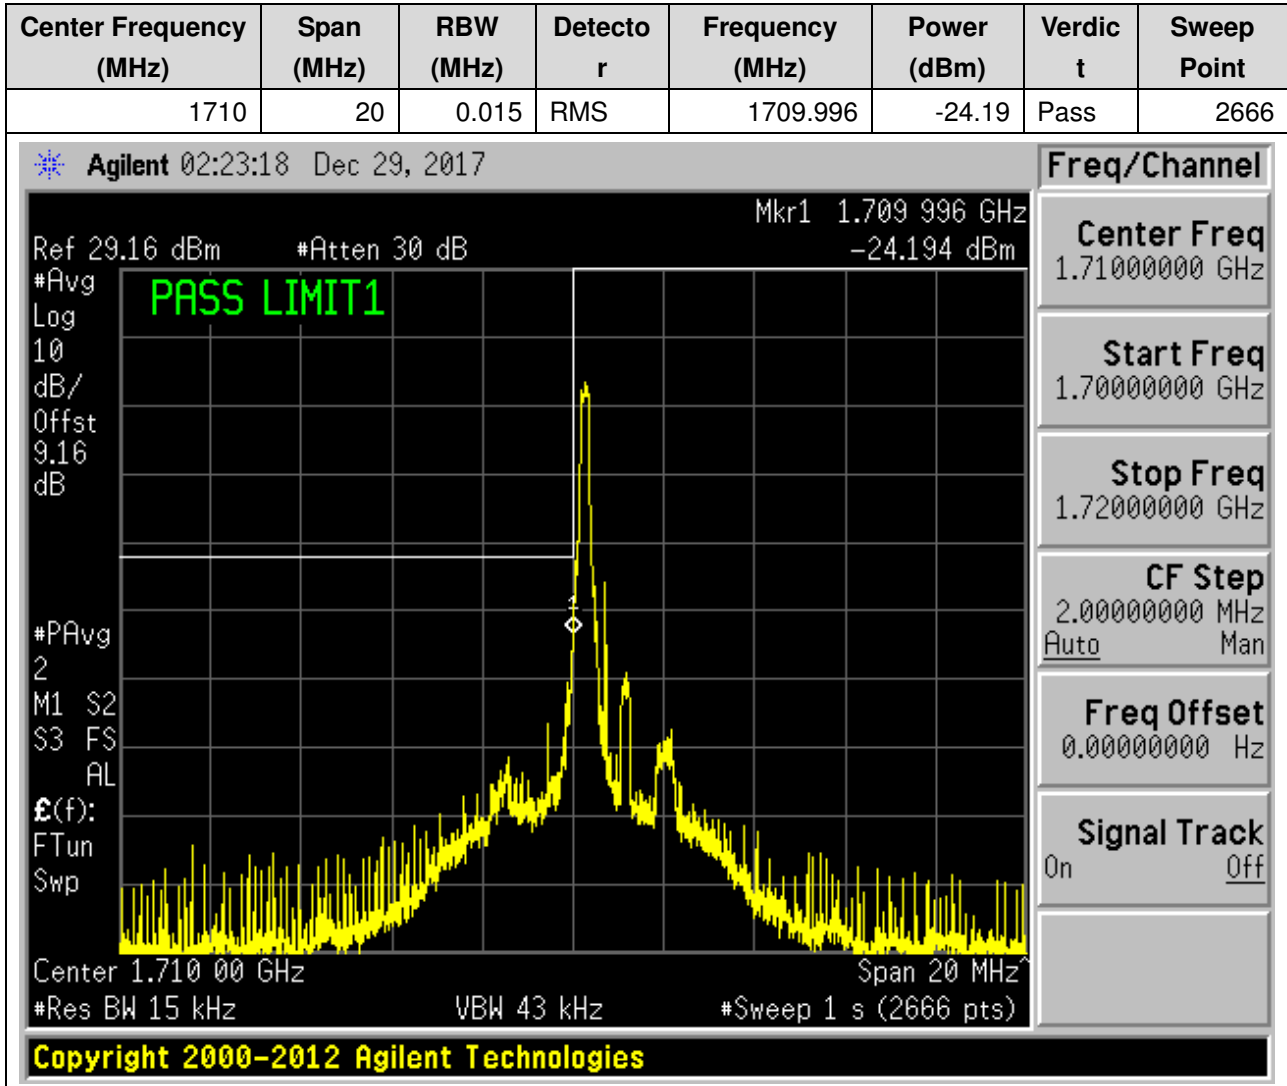 Center Frequency (MHz) Span (MHz) RBW (MHz) Detecto r Frequency (MHz) Power (dBm) Verdic t Sweep Point
1710 20 0.015 RMS 1709.996 -24.19 Pass 2666
Agilent 02:23:18 Dec 29, 2017
Freq/Channel
Mkr1 1.709 996 GHz
Ref 29.16 dBm #Atten 30 dB -24.194 dBm
#Avg
Log
10
dB/
Offst
9.16
dB
PASS LIMIT1
1
#PAvg
2
M1 S2
S3 FS
AL
£(f):
FTun
Swp
Center 1.710 00 GHz Span 20 MHz^
#Res BW 15 kHz VBW 43 kHz #Sweep 1 s (2666 pts)
Center Freq
1.71000000 GHz
Start Freq
1.70000000 GHz
Stop Freq
1.72000000 GHz
CF Step
2.00000000 MHz
Auto Man
Freq Offset
0.00000000 Hz
Signal Track
On Off
Copyright 2000-2012 Agilent Technologies